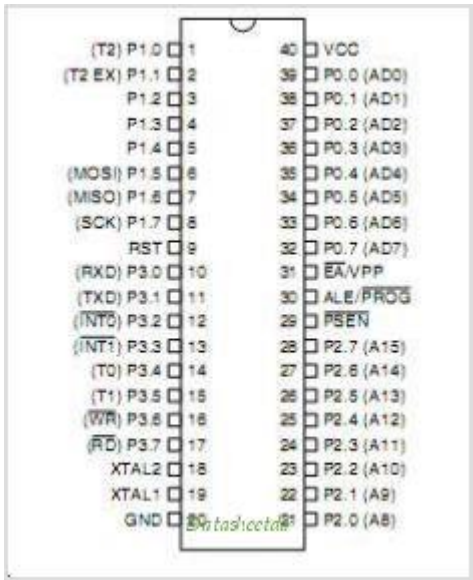 (T2) P1.0 1 40 VCC
(T2 EX) P1.1 2 39 P0.0 (AD0)
P1.2 3 38 P0.1 (AD1)
P1.3 4 37 P0.2 (AD2)
P1.4 5 36 P0.3 (AD3)
(MOSI) P1.5 6 35 P0.4 (AD4)
(MISO) P1.6 7 34 P0.5 (AD5)
(SCK) P1.7 8 33 P0.6 (AD6)
RST 9 32 P0.7 (AD7)
(RXD) P3.0 10 31 EA/VPP
(TXD) P3.1 11 30 ALE/PROG
(INT0) P3.2 12 29 PSEN
(INT1) P3.3 13 28 P2.7 (A15)
(T0) P3.4 14 27 P2.6 (A14)
(T1) P3.5 15 26 P2.5 (A13)
(WR) P3.6 16 25 P2.4 (A12)
(RD) P3.7 17 24 P2.3 (A11)
XTAL2 18 23 P2.2 (A10)
XTAL1 19 22 P2.1 (A9)
GND 20 21 P2.0 (A8)